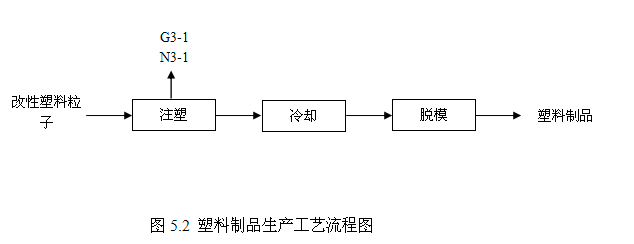 G3-1
N3-1
改性塑料粒
子
注塑
冷却
脱模
塑料制品
图 5.2 塑料制品生产工艺流程图